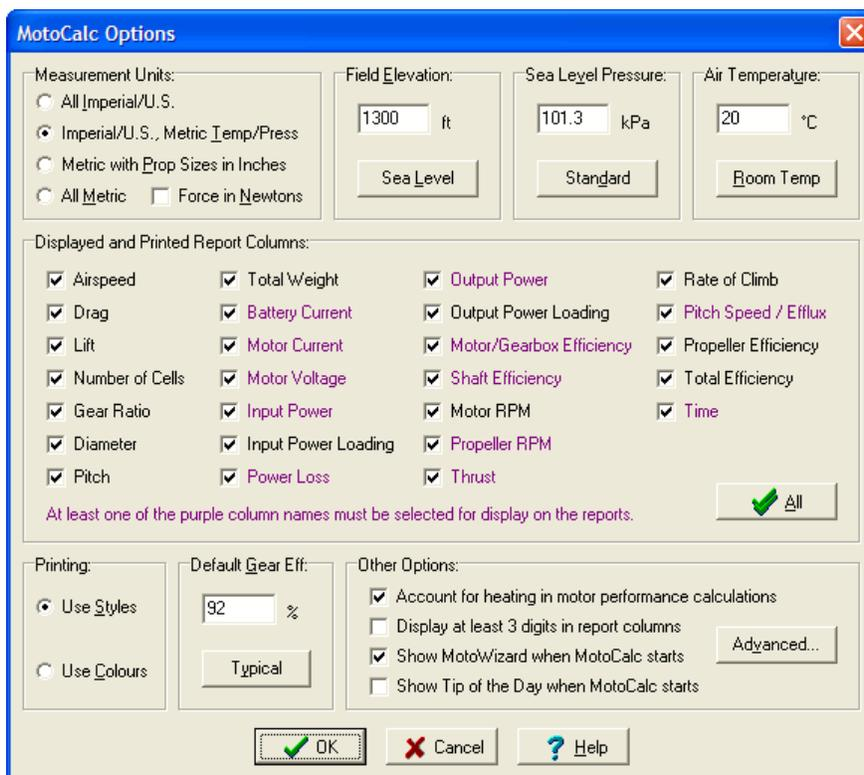 MotoCalc Options
Measurement Units:
All Imperial/U.S.
Imperial/U.S., Metric Temp/Press
Metric with Prop Sizes in Inches
All Metric
Force in Newtons
Field Elevation:
1300 ft
Sea Level
Sea Level Pressure:
101.3 kPa
Standard
Air Temperature:
20 °C
Room Temp
Displayed and Printed Report Columns:
Airspeed
Drag
Lift
Number of Cells
Gear Ratio
Diameter
Pitch
Total Weight
Battery Current
Motor Current
Motor Voltage
Input Power
Input Power Loading
Power Loss
Output Power
Output Power Loading
Motor/Gearbox Efficiency
Shaft Efficiency
Motor RPM
Propeller RPM
Thrust
Rate of Climb
Pitch Speed / Efflux
Propeller Efficiency
Total Efficiency
Time
At least one of the purple column names must be selected for display on the reports.
All
Printing:
Use Styles
Use Colours
Default Gear Eff:
92 %
Typical
Other Options:
Account for heating in motor performance calculations
Display at least 3 digits in report columns
Show MotoWizard when MotoCalc starts
Show Tip of the Day when MotoCalc starts
Advanced...
OK
Cancel
Help